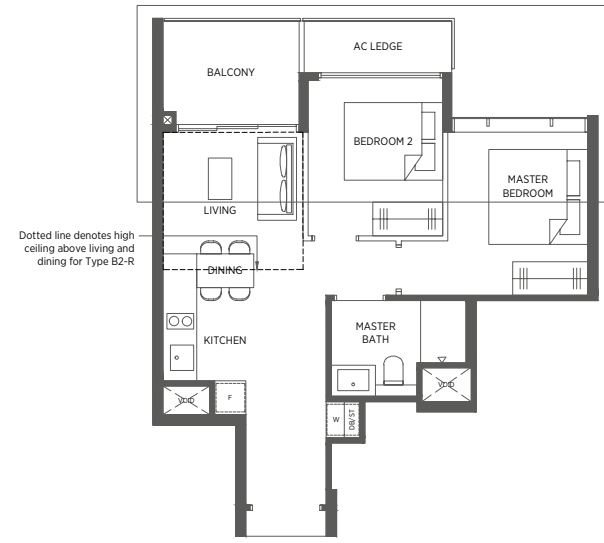 AC LEDGE
BALCONY
BEDROOM 2
MASTER
BEDROOM
LIVING
Dotted line denotes high
ceiling above living and
dining for Type B2-R
DINING
KITCHEN
MASTER
BATH
VOID
F
VOID
W
DB/ST